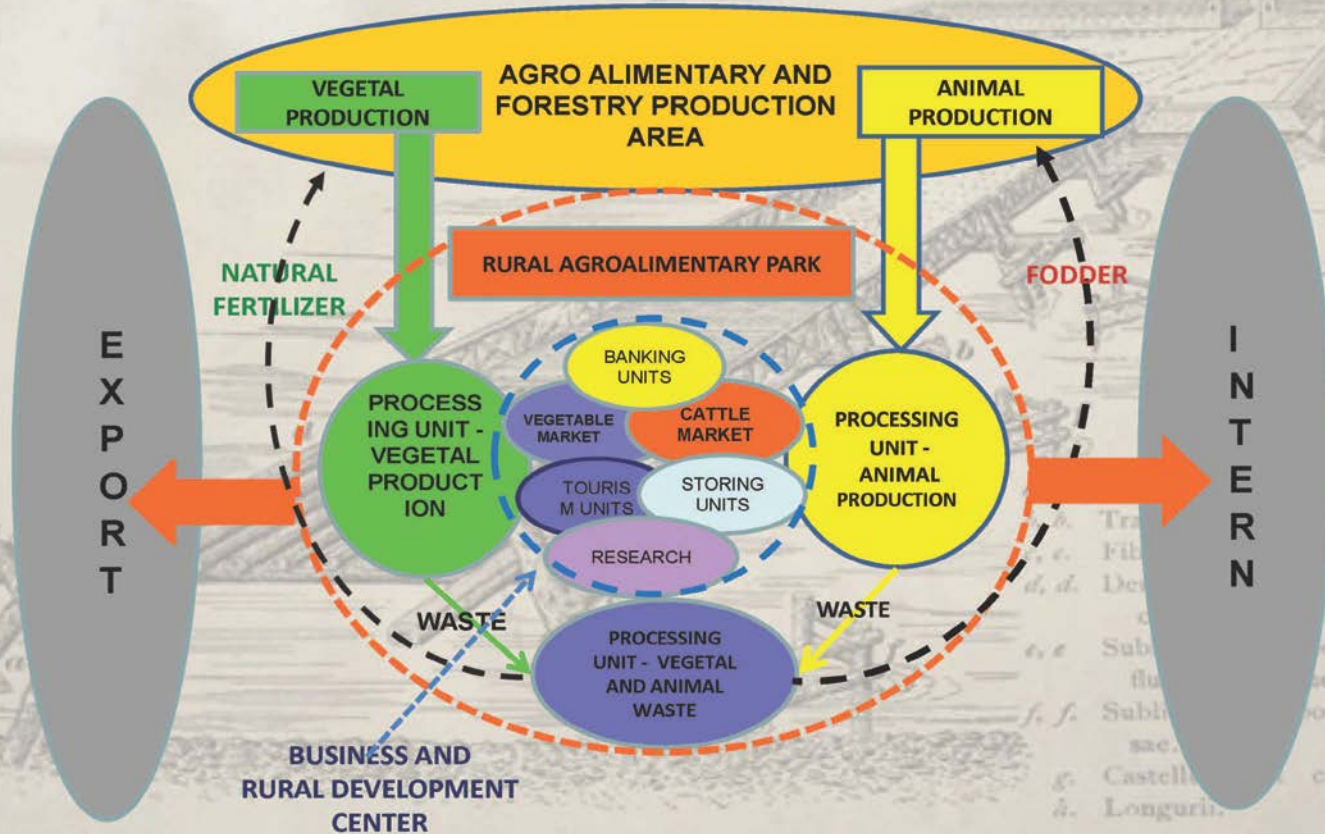 VEGETAL
PRODUCTION
AGRO ALIMENTARY AND
FORESTRY PRODUCTION
AREA
ANIMAL
PRODUCTION
RURAL AGROALIMENTARY PARK
NATURAL
FERTILIZER
FODDER
E
X
P
O
R
T
I
N
T
E
R
N
b
BANKING
UNITS
PROCESS
ING UNIT -
VEGETAL
PRODUCT
ION
VEGETABLE
MARKET
CATTLE
MARKET
PROCESSING
UNIT -
ANIMAL
PRODUCTION
TOURIS
M UNITS
STORING
UNITS
RESEARCH
WASTE
WASTE
PROCESSING
UNIT - VEGETAL
AND ANIMAL
WASTE
BUSINESS AND
RURAL DEVELOPMENT
CENTER
a
b.
c.
d, d.
e, e
f, f.
sac.
g.
h. Longurii.